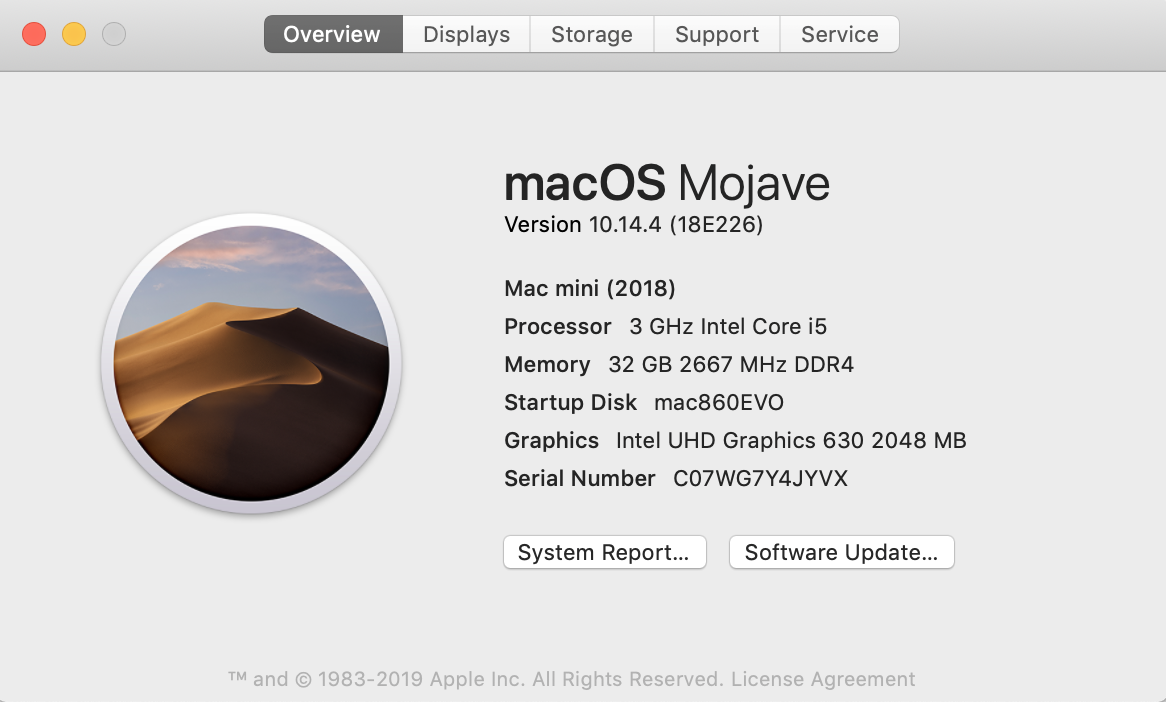 Overview Displays Storage Support Service
macOS Mojave
Version 10.14.4 (18E226)
Mac mini (2018)
Processor 3 GHz Intel Core i5
Memory 32 GB 2667 MHz DDR4
Startup Disk mac860EVO
Graphics Intel UHD Graphics 630 2048 MB
Serial Number C07WG7Y4JYVX
System Report... Software Update...
™ and © 1983-2019 Apple Inc. All Rights Reserved. License Agreement